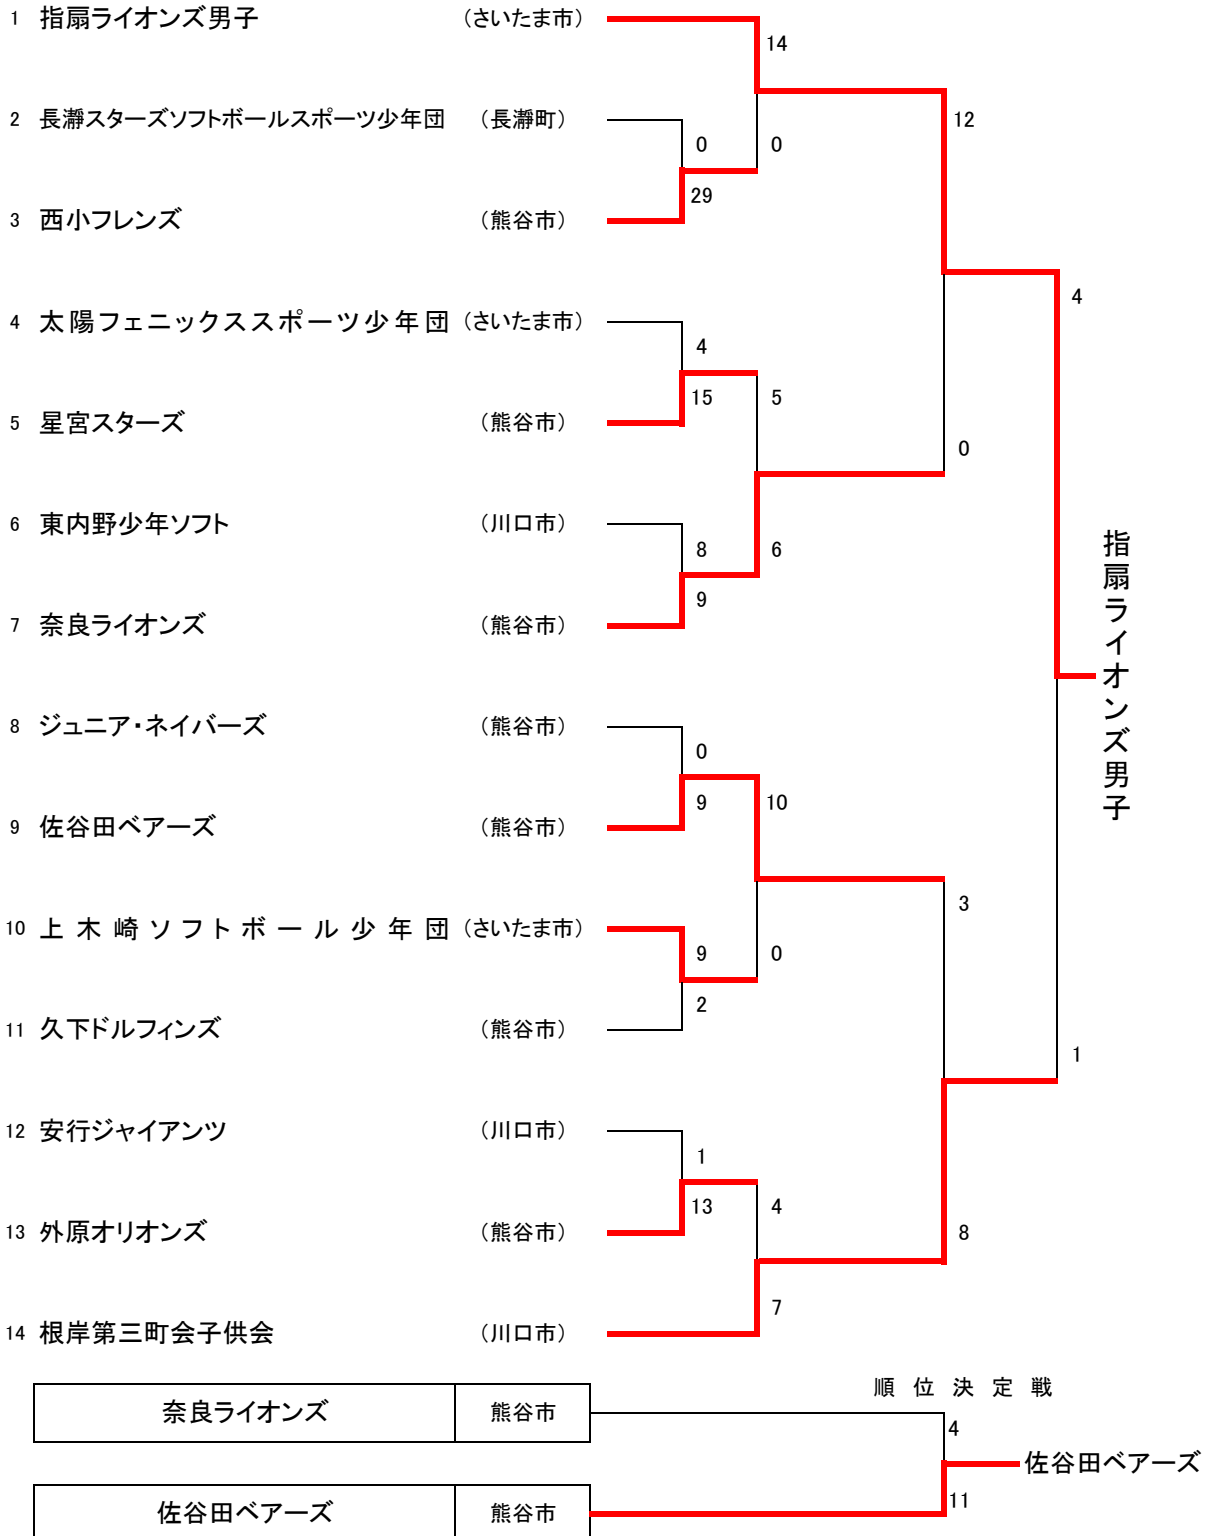 1 指扇ライオンズ男子 （さいたま市）
14
2 長瀞スターズソフトボールスポーツ少年団 （長瀞町）
12
0 0
29
3 西小フレンズ （熊谷市）
4
4 太陽フェニックススポーツ少年団 （さいたま市）
4
15 5
5 星宮スターズ （熊谷市）
0
6 東内野少年ソフト （川口市）
8 6
9
7 奈良ライオンズ （熊谷市）
指扇ライオンズ男子
8 ジュニア・ネイバーズ （熊谷市）
0
9 10
9 佐谷田ベアーズ （熊谷市）
3
10 上木崎ソフトボール少年団 （さいたま市）
9 0
2
11 久下ドルフィンズ （熊谷市）
1
12 安行ジャイアンツ （川口市）
1
13 4
13 外原オリオンズ （熊谷市）
8
7
14 根岸第三町会子供会 （川口市）
順位決定戦
奈良ライオンズ 熊谷市
4
佐谷田ベアーズ
11
佐谷田ベアーズ 熊谷市